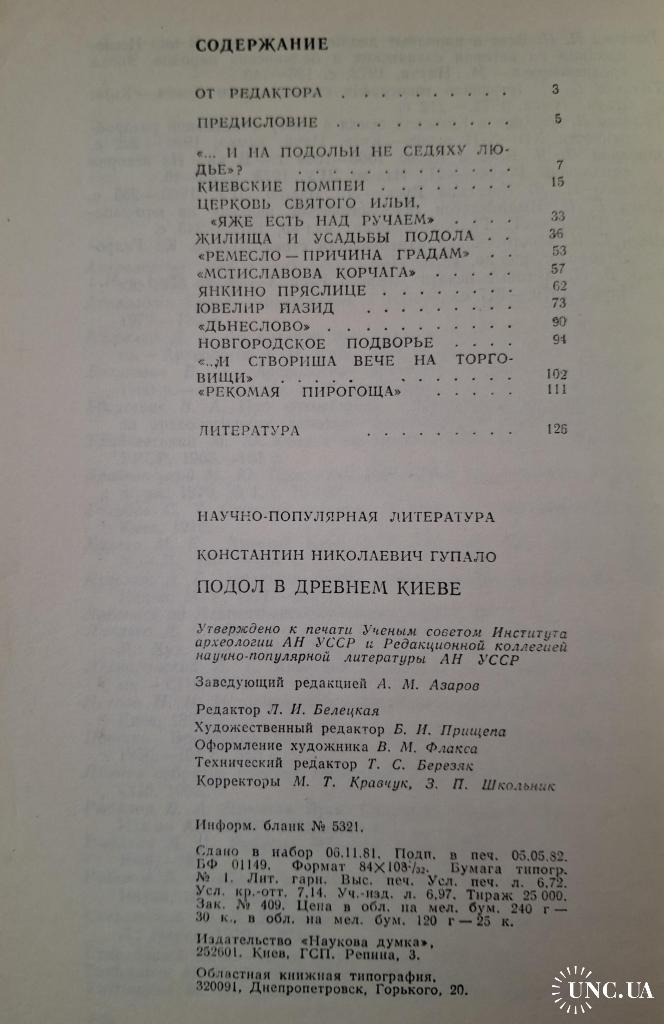 СОДЕРЖАНИЕ
ОТ РЕДАКТОРА . . . . . . . . . . 3
ПРЕДИСЛОВИЕ . . . . . . . . . . 5
«... И НА ПОДОЛЬИ НЕ СЕДЯХУ ЛЮ-
ДЬЕ»? . . . . . . . . . . . 7
КИЕВСКИЕ ПОМПЕИ . . . . . . . . 15
ЦЕРКОВЬ СВЯТОГО ИЛЬИ,
«ЯЖЕ ЕСТЬ НАД РУЧАЕМ» . . . . 33
ЖИЛИЩА И УСАДЬБЫ ПОДОЛА . . 36
«РЕМЕСЛО — ПРИЧИНА ГРАДАМ» . . 53
«МСТИСЛАВОВА КОРЧАГА» . . . . . 57
ЯНКИНО ПРЯСЛИЦЕ . . . . . . . . 62
ЮВЕЛИР ЙАЗИД . . . . . . . . . 73
«ДЬНЕСЛОВО» . . . . . . . . . . . 90
НОВГОРОДСКОЕ ПОДВОРЬЕ . . . . 94
«...И СТВОРИША ВЕЧЕ НА ТОРГО-
ВИЩИ» . . . . . . . . . . . . 102
«РЕКОМАЯ ПИРОГОЩА» . . . . . 111
ЛИТЕРАТУРА . . . . . . . . . 126
НАУЧНО-ПОПУЛЯРНАЯ ЛИТЕРАТУРА
КОНСТАНТИН НИКОЛАЕВИЧ ГУПАЛО
ПОДОЛ В ДРЕВНЕМ КИЕВЕ
Утверждено к печати Ученым советом Института
археологии АН УССР и Редакционной коллегией
научно-популярной литературы АН УССР
Заведующий редакцией А. М. Азаров
Редактор Л. И. Белецкая
Художественный редактор Б. И. Прищепа
Оформление художника В. М. Флакса
Технический редактор Т. С. Березяк
Корректоры М. Т. Кравчук, З. П. Школьник
Информ. бланк № 5321.
Сдано в набор 06.11.81. Подп. в печ. 05.05.82.
БФ 01149. Формат 84×108¹/₃₂. Бумага типогр.
№ 1. Лит. гарн. Выс. печ. Усл. печ. л. 6,72.
Усл. кр.-отт. 7,14. Уч.-изд. л. 6,97. Тираж 25 000.
Зак. № 409. Цена в обл. на мел. бум. 240 г —
30 к., в обл. на мел. бум. 120 г — 25 к.
Издательство «Наукова думка»,
252601, Киев, ГСП. Репина, 3.
Областная книжная типография,
320091, Днепропетровск, Горького, 20.
UNC.UA